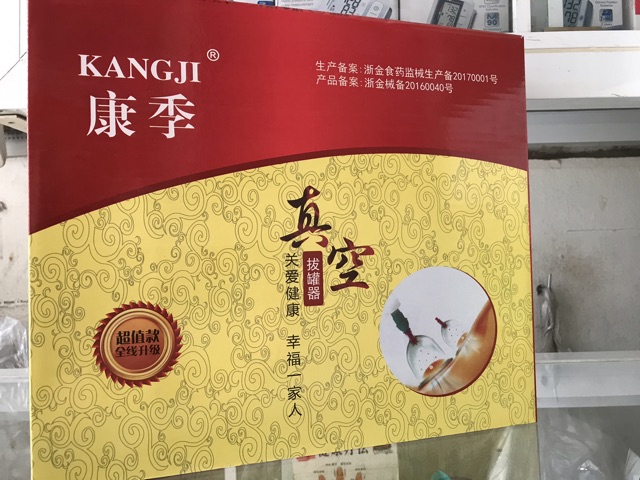 KANGJI®
康季
生产备案:浙金食药监械生产备20170001号
产品备案:浙金械备20160040号
真空
拔罐器
关爱健康 幸福一家人
超值款
全线升级